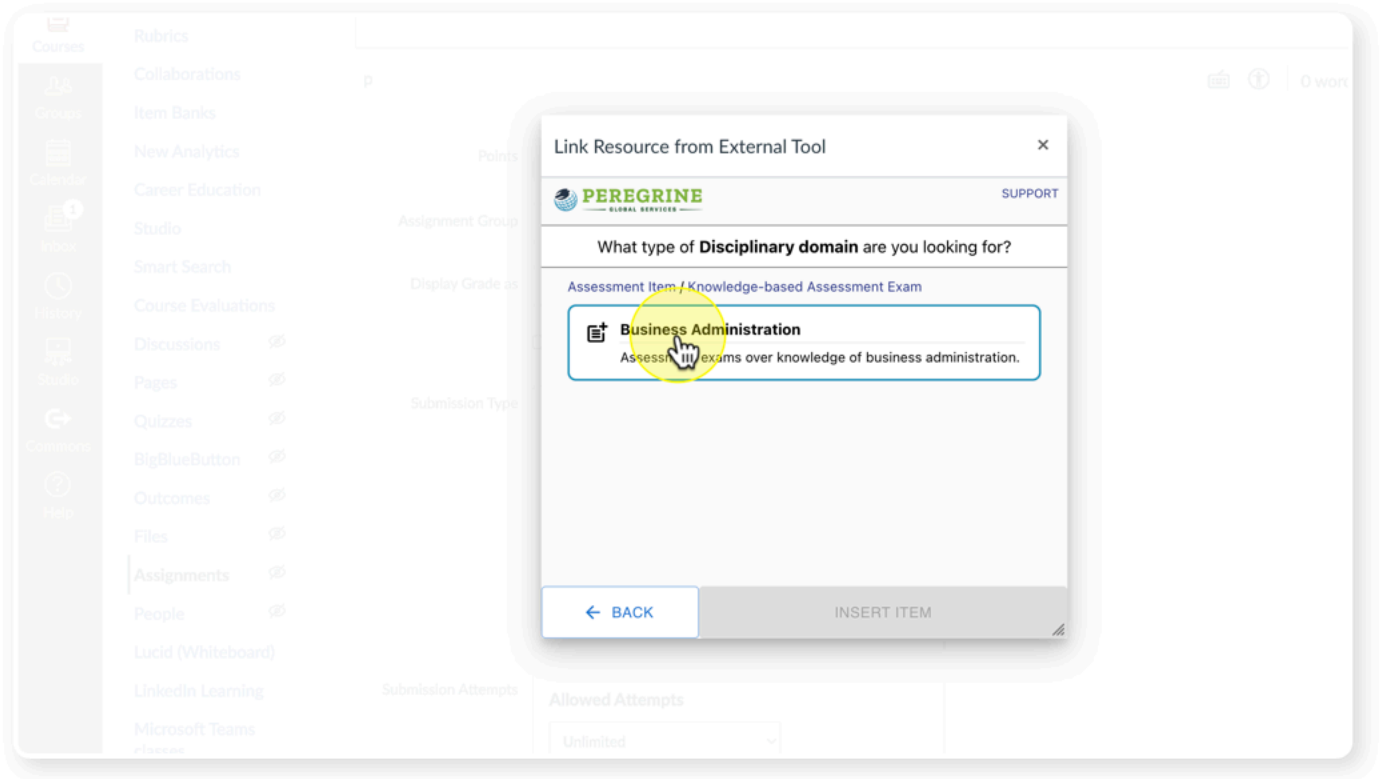 Courses
Groups
Calendar
1
Inbox
History
Studio
Commons
Help
Rubrics
Collaborations
Item Banks
New Analytics
Career Education
Studio
Smart Search
Course Evaluations
Discussions
Pages
Quizzes
BigBlueButton
Outcomes
Files
Assignments
People
Lucid (Whiteboard)
LinkedIn Learning
Microsoft Teams
classes
p
0 wor
Points
Assignment Group
Display Grade as
Submission Type
Submission Attempts
Allowed Attempts
Unlimited
Link Resource from External Tool
×
PEREGRINE
GLOBAL SERVICES
SUPPORT
What type of Disciplinary domain are you looking for?
Assessment Item / Knowledge-based Assessment Exam
Business Administration
exams over knowledge of business administration.
← BACK
INSERT ITEM